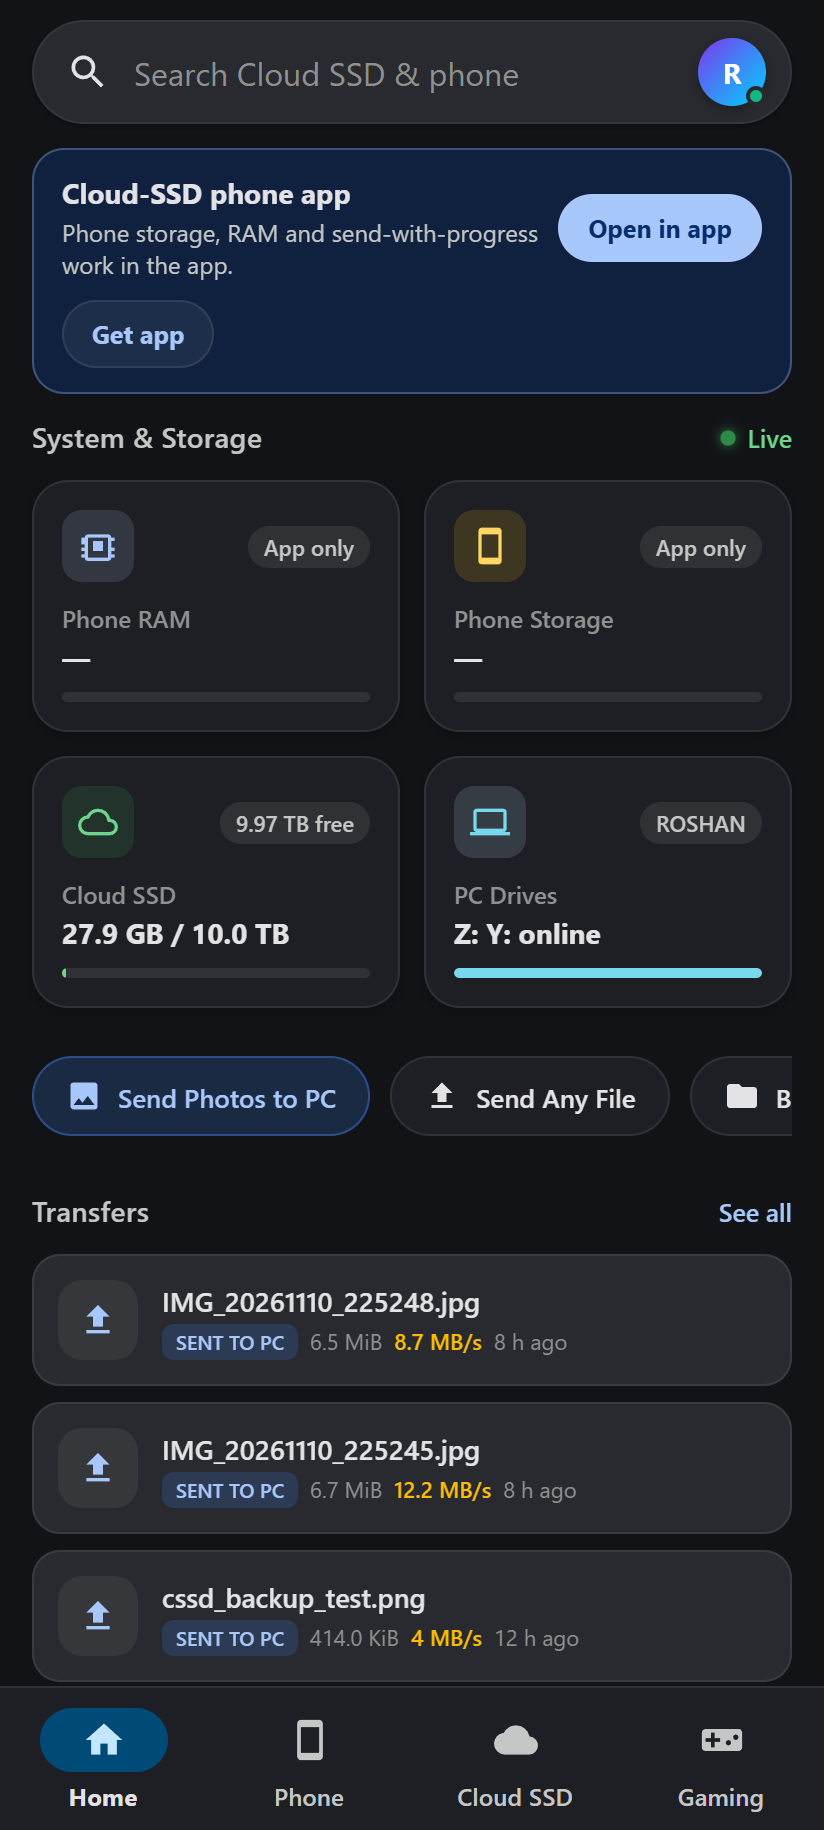 Search Cloud SSD & phone
R
Cloud-SSD phone app
Phone storage, RAM and send-with-progress
work in the app.
Open in app
Get app
System & Storage
Live
App only
Phone RAM
—
App only
Phone Storage
—
9.97 TB free
Cloud SSD
27.9 GB / 10.0 TB
ROSHAN
PC Drives
Z: Y: online
Send Photos to PC
Send Any File
B
Transfers
See all
IMG_20261110_225248.jpg
SENT TO PC 6.5 MiB 8.7 MB/s 8 h ago
IMG_20261110_225245.jpg
SENT TO PC 6.7 MiB 12.2 MB/s 8 h ago
cssd_backup_test.png
SENT TO PC 414.0 KiB 4 MB/s 12 h ago
Home
Phone
Cloud SSD
Gaming